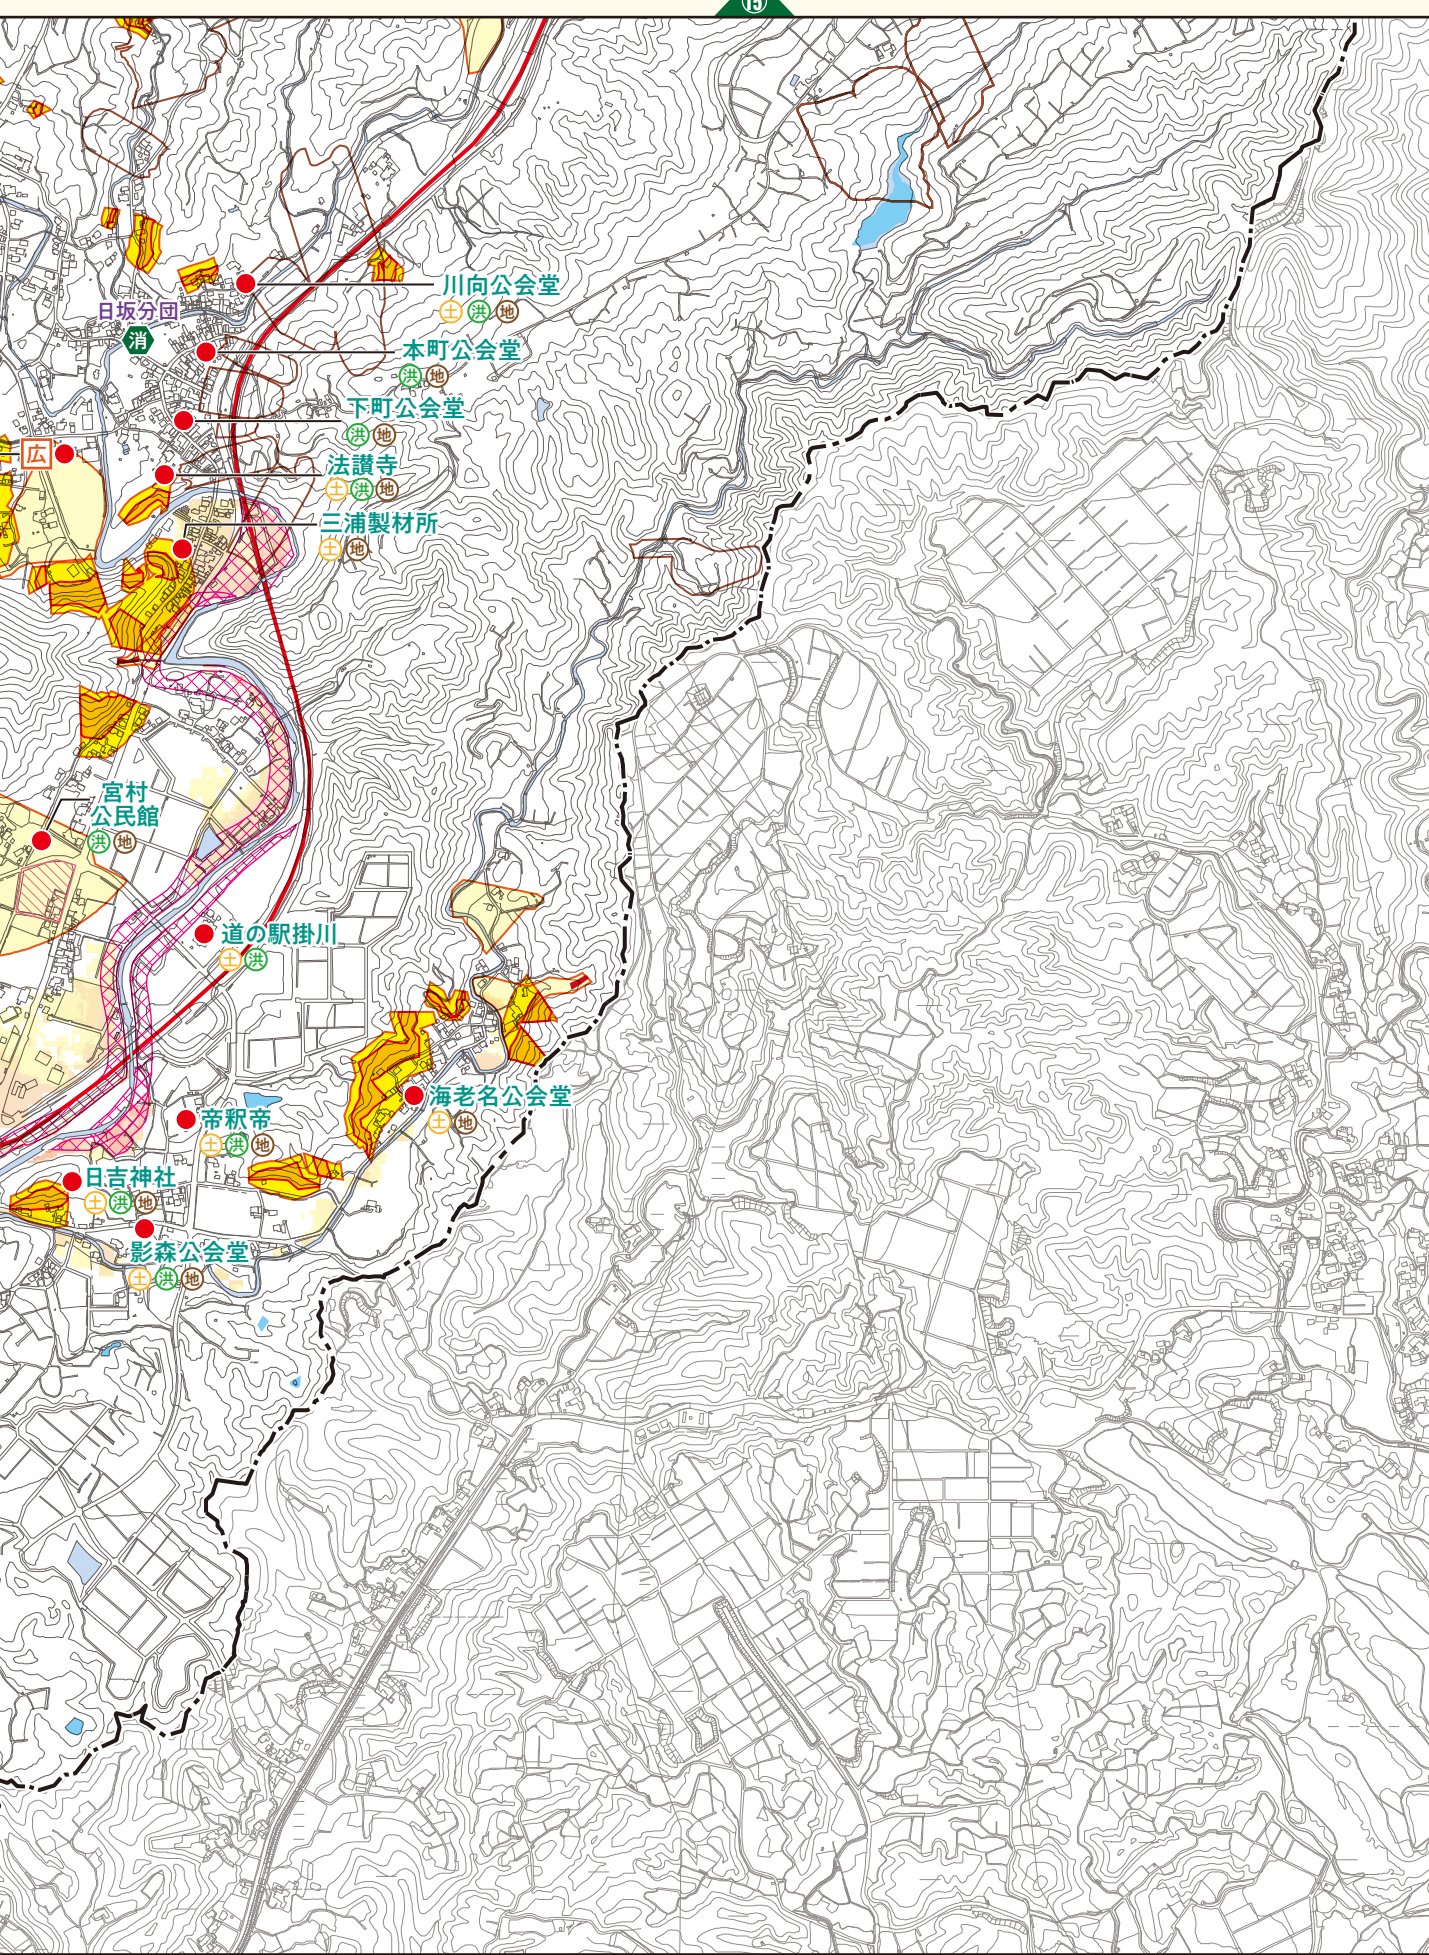 15
川向公会堂
土 洪 地
日坂分団
消
本町公会堂
洪 地
下町公会堂
洪 地
広
法讃寺
土 洪 地
三浦製材所
土 地
宮村
公民館
洪 地
道の駅掛川
土 洪
海老名公会堂
土 地
帝釈帝
土 洪 地
日吉神社
土 洪 地
影森公会堂
土 洪 地